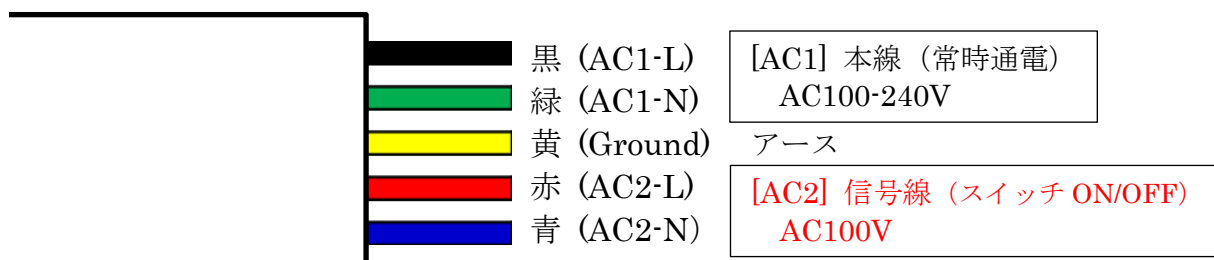 黒 (AC1-L)
[AC1] 本線（常時通電）
AC100-240V
緑 (AC1-N)
黄 (Ground)
アース
赤 (AC2-L)
[AC2] 信号線（スイッチ ON/OFF）
AC100V
青 (AC2-N）